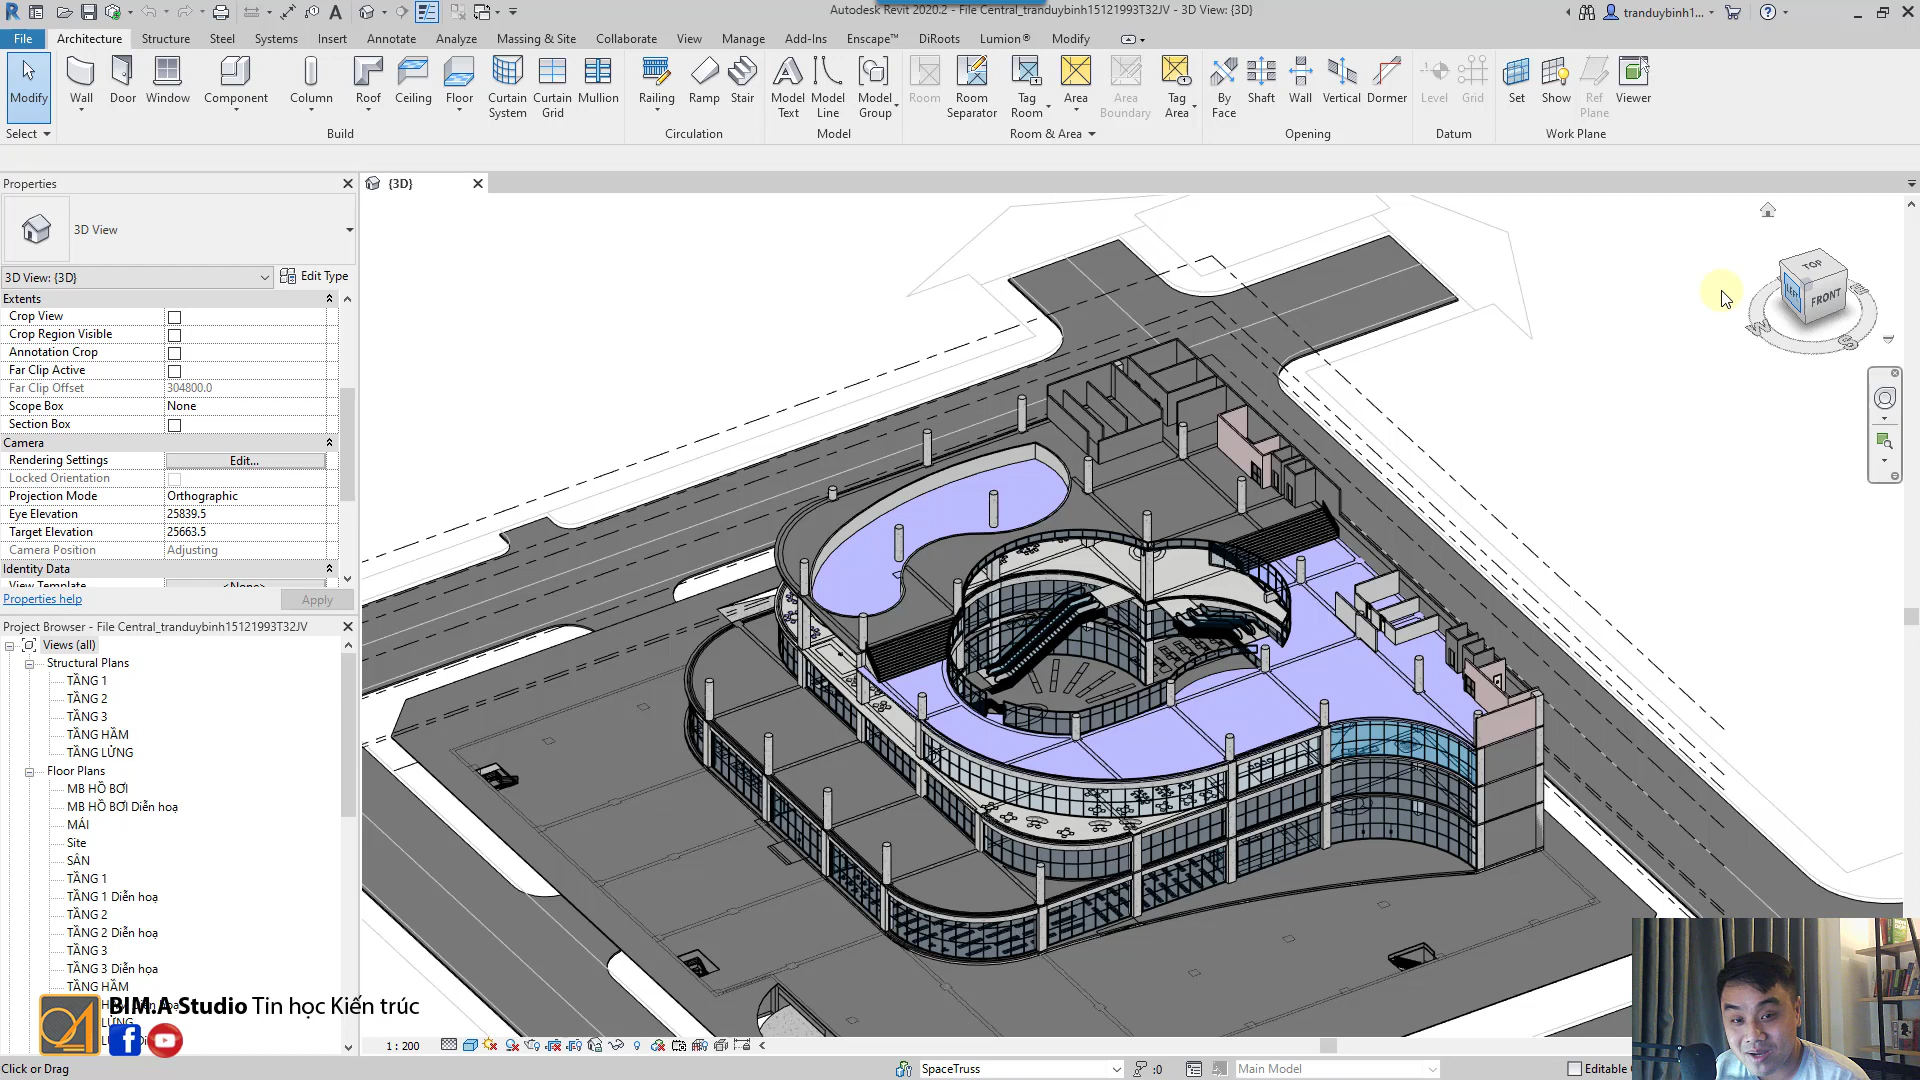 Autodesk Revit 2020.2 - File Central_tranduybinh15121993T32JV - 3D View: {3D}
tranduybinh1...
File Architecture Structure Steel Systems Insert Annotate Analyze Massing & Site Collaborate View Manage Add-Ins Enscape™ DiRoots Lumion® Modify
Modify Wall Door Window Component Column Roof Ceiling Floor Curtain System Curtain Grid Mullion Railing Ramp Stair Model Text Model Line Model Group Room Room Separator Tag Room Area Area Boundary Tag Area By Face Shaft Wall Vertical Dormer Level Grid Set Show Ref Plane Viewer
Select Build Circulation Model Room & Area Opening Datum Work Plane
Properties
{3D}
3D View
3D View: {3D}
Edit Type
Extents
Crop View
Crop Region Visible
Annotation Crop
Far Clip Active
Far Clip Offset 304800.0
Scope Box None
Section Box
Camera
Rendering Settings Edit...
Locked Orientation
Projection Mode Orthographic
Eye Elevation 25839.5
Target Elevation 25663.5
Camera Position Adjusting
Identity Data
View Template <None>
Properties help Apply
Project Browser - File Central_tranduybinh15121993T32JV
Views (all)
Structural Plans
TẦNG 1
TẦNG 2
TẦNG 3
TẦNG HẦM
TẦNG LỬNG
Floor Plans
MB HỒ BƠI
MB HỒ BƠI Diễn hoạ
MÁI
Site
SÂN
TẦNG 1
TẦNG 1 Diễn hoạ
TẦNG 2
TẦNG 2 Diễn hoạ
TẦNG 3
TẦNG 3 Diễn họa
TẦNG HẦM
BIM.A Studio Tin học Kiến trúc
LỬNG
TOP
LEFT
FRONT
W
S
E
1 : 200
Click or Drag
SpaceTruss
:0
Main Model
Editable